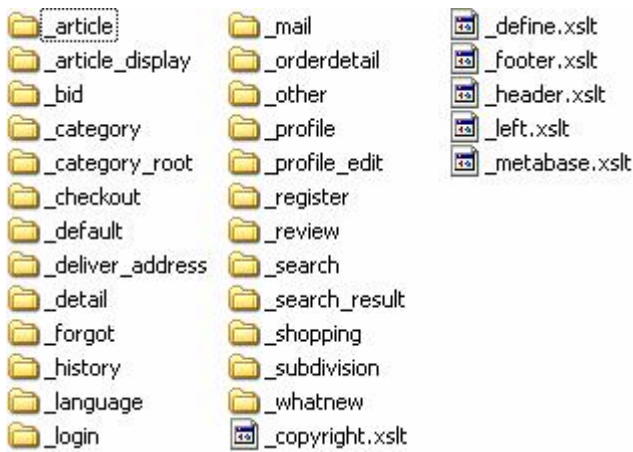 _article
_article_display
_bid
_category
_category_root
_checkout
_default
_deliver_address
_detail
_forgot
_history
_language
_login
_mail
_orderdetail
_other
_profile
_profile_edit
_register
_review
_search
_search_result
_shopping
_subdivision
_whatnew
_copyright.xslt
_define.xslt
_footer.xslt
_header.xslt
_left.xslt
_metabase.xslt